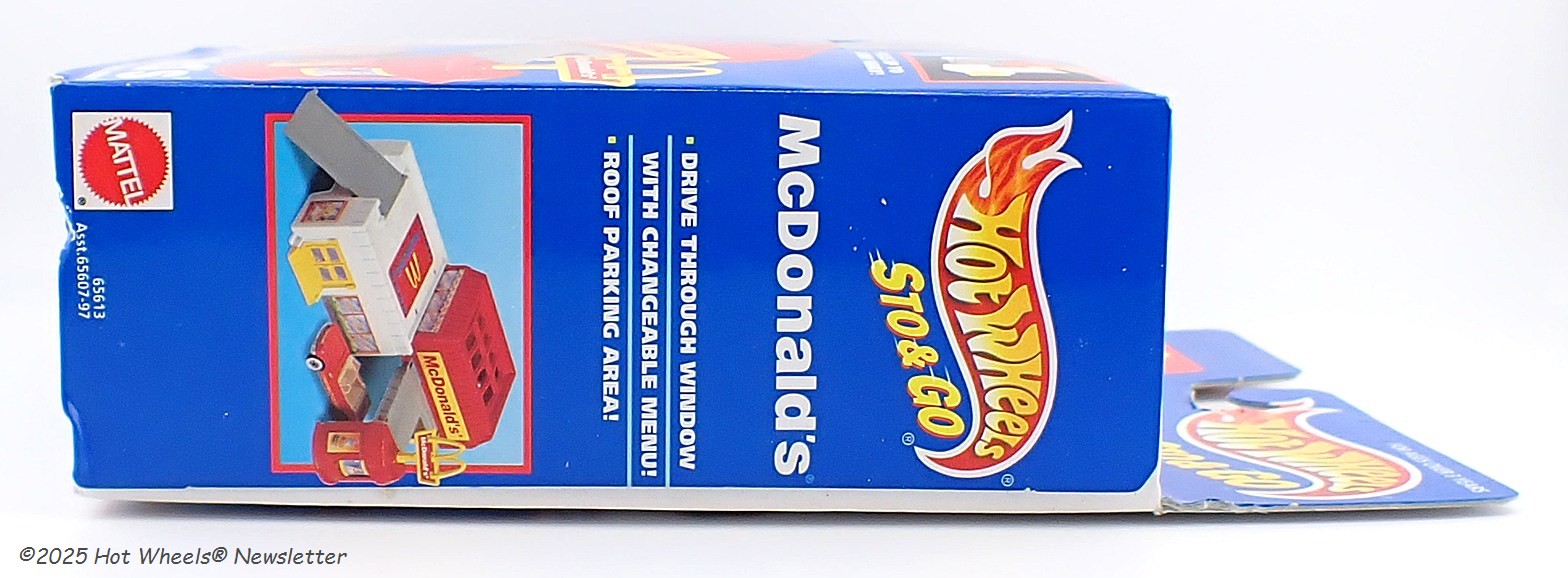 HOT WHEELS®
STO & GO®
McDonald's®
▪ DRIVE THROUGH WINDOW
WITH CHANGEABLE MENU!
▪ ROOF PARKING AREA!
McDonald's
McDonald's
MATTEL®
65613
Asst.65607-97
HOT WHEELS
©2025 Hot Wheels® Newsletter